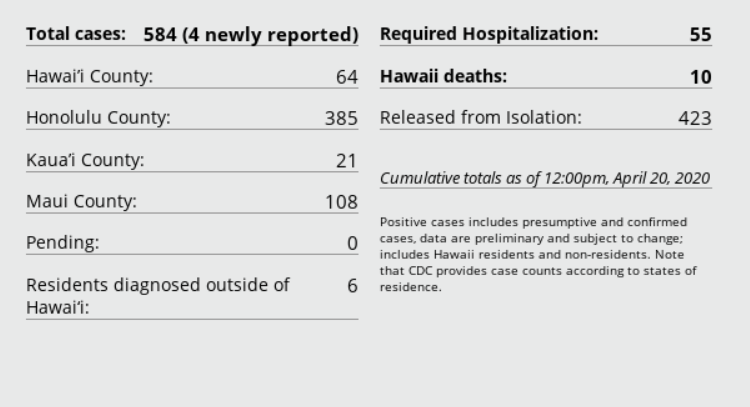 Total cases: 584 (4 newly reported)
Hawai’i County: 64
Honolulu County: 385
Kaua’i County: 21
Maui County: 108
Pending: 0
Residents diagnosed outside of 6
Hawai‘i:
Required Hospitalization: 55
Hawaii deaths: 10
Released from Isolation: 423
Cumulative totals as of 12:00pm, April 20, 2020
Positive cases includes presumptive and confirmed
cases, data are preliminary and subject to change;
includes Hawaii residents and non-residents. Note
that CDC provides case counts according to states of
residence.